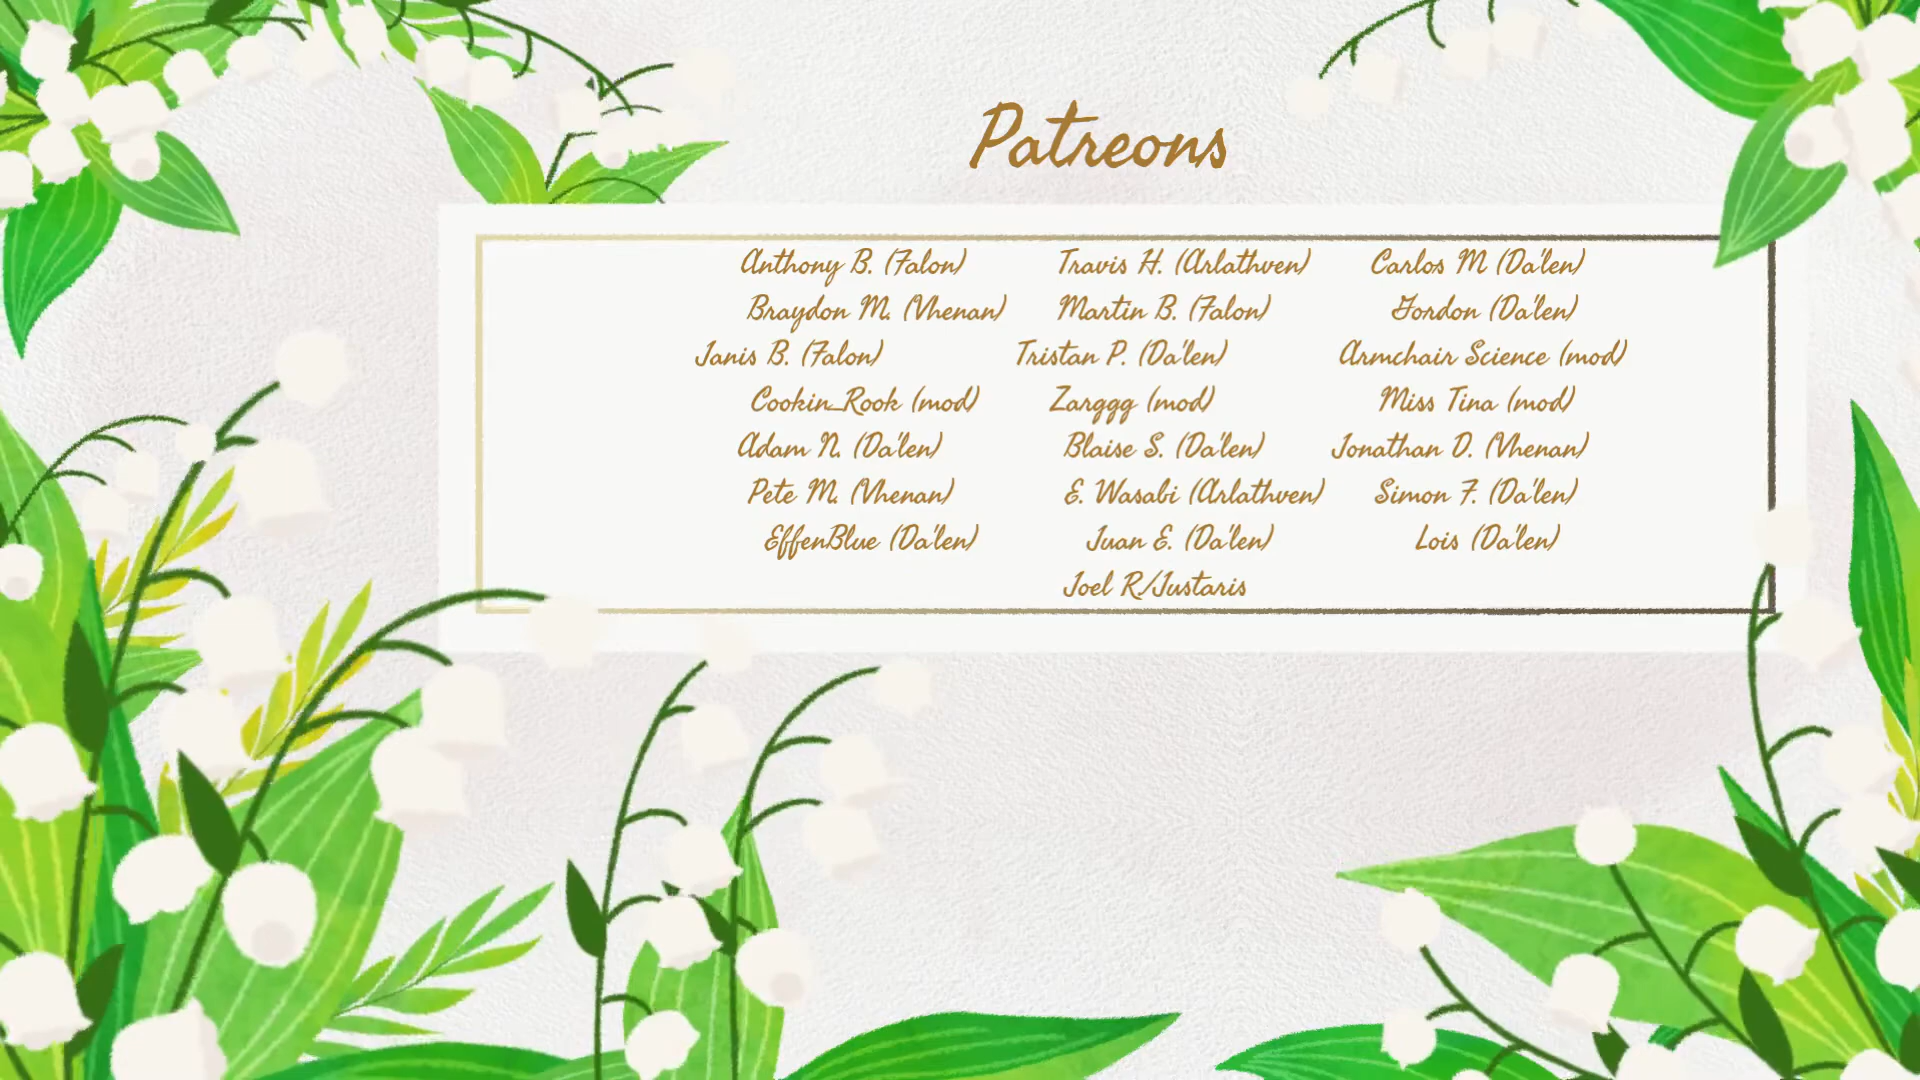 Patreons
Anthony B. (Falon) Travis H. (Arlathven) Carlos M (Da'len)
Braydon M. (Vhenan) Martin B. (Falon) Gordon (Da'len)
Janis B. (Falon) Tristan P. (Da'len) Armchair Science (mod)
Cookin_Rook (mod) Zarggg (mod) Miss Tina (mod)
Adam N. (Da'len) Blaise S. (Da'len) Jonathan D. (Vhenan)
Pete M. (Vhenan) E. Wasabi (Arlathven) Simon F. (Da'len)
EffenBlue (Da'len) Juan E. (Da'len) Lois (Da'len)
Joel R/Justaris